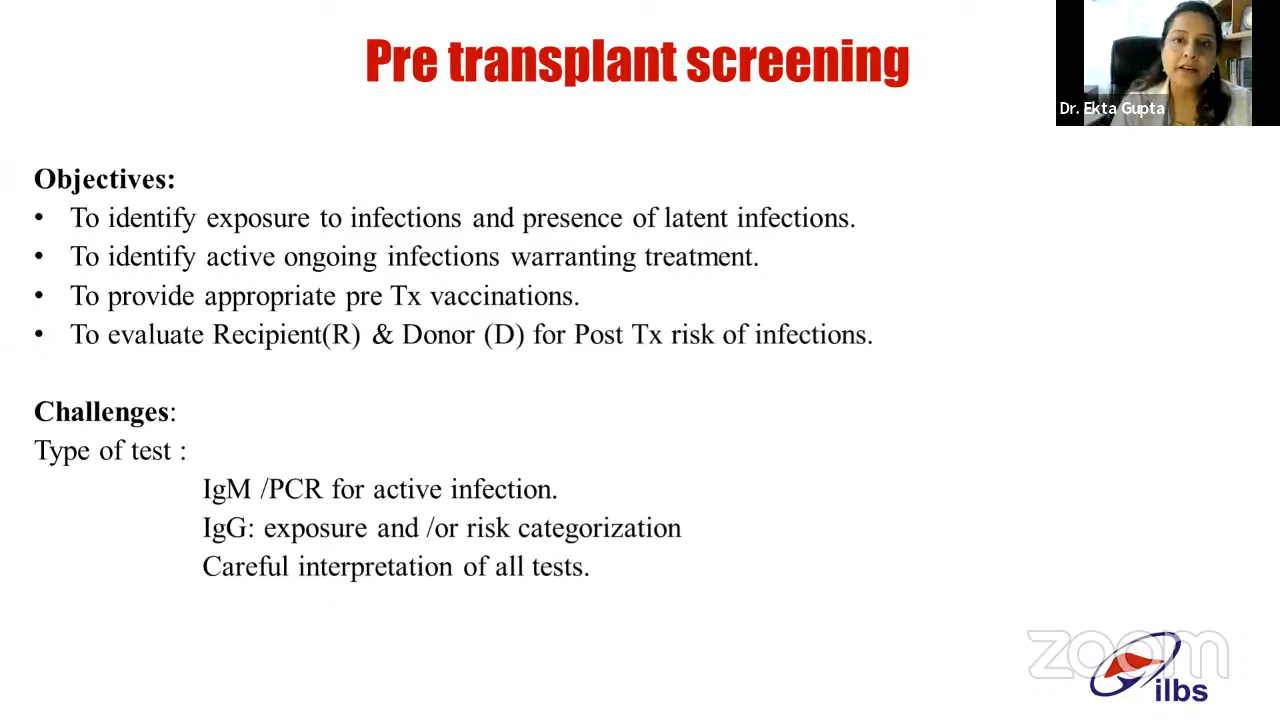 Pre transplant screening
Dr. Ekta Gupta
Objectives:
• To identify exposure to infections and presence of latent infections.
• To identify active ongoing infections warranting treatment.
• To provide appropriate pre Tx vaccinations.
• To evaluate Recipient(R) & Donor (D) for Post Tx risk of infections.
Challenges:
Type of test :
IgM /PCR for active infection.
IgG: exposure and /or risk categorization
Careful interpretation of all tests.
zoom
ilbs